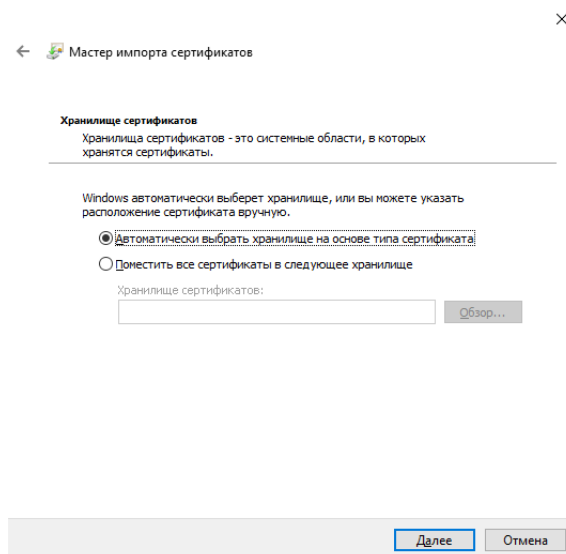 Мастер импорта сертификатов
Хранилище сертификатов
Хранилища сертификатов - это системные области, в которых
хранятся сертификаты.
Windows автоматически выберет хранилище, или вы можете указать
расположение сертификата вручную.
Автоматически выбрать хранилище на основе типа сертификата
Поместить все сертификаты в следующее хранилище
Хранилище сертификатов:
Обзор...
Далее
Отмена